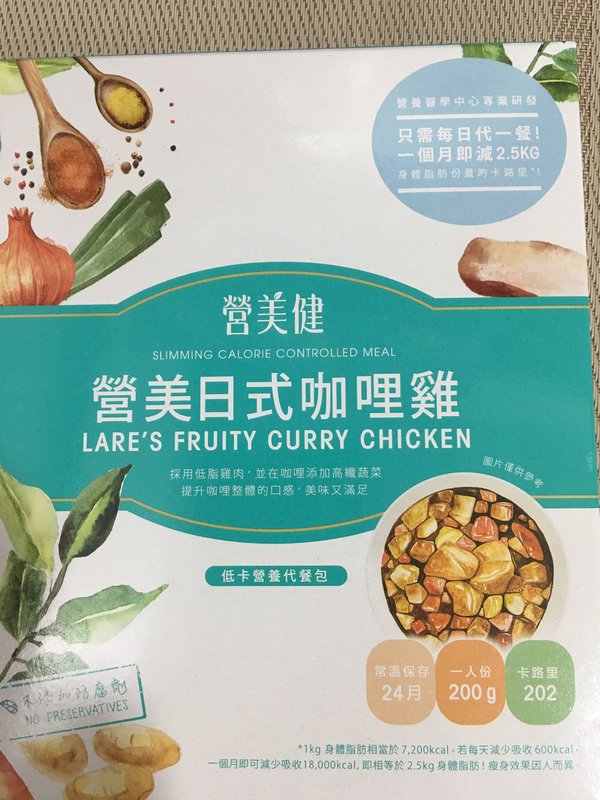 營養醫學中心專業研發
只需每日代一餐!
一個月即減2.5KG
身體脂肪份量的卡路里*!
營美健
SLIMMING CALORIE CONTROLLED MEAL
營美日式咖哩雞
LARE'S FRUITY CURRY CHICKEN
採用低脂雞肉，並在咖哩添加高纖蔬菜
提升咖哩整體的口感，美味又滿足
圖片僅供參考
低卡營養代餐包
常溫保存
24月
一人份
200g
卡路里
202
不添加防腐劑
NO PRESERVATIVES
*1kg 身體脂肪相當於 7,200kcal。若每天減少吸收 600kcal，
一個月即可減少吸收18,000kcal, 即相等於 2.5kg 身體脂肪！瘦身效果因人而異。